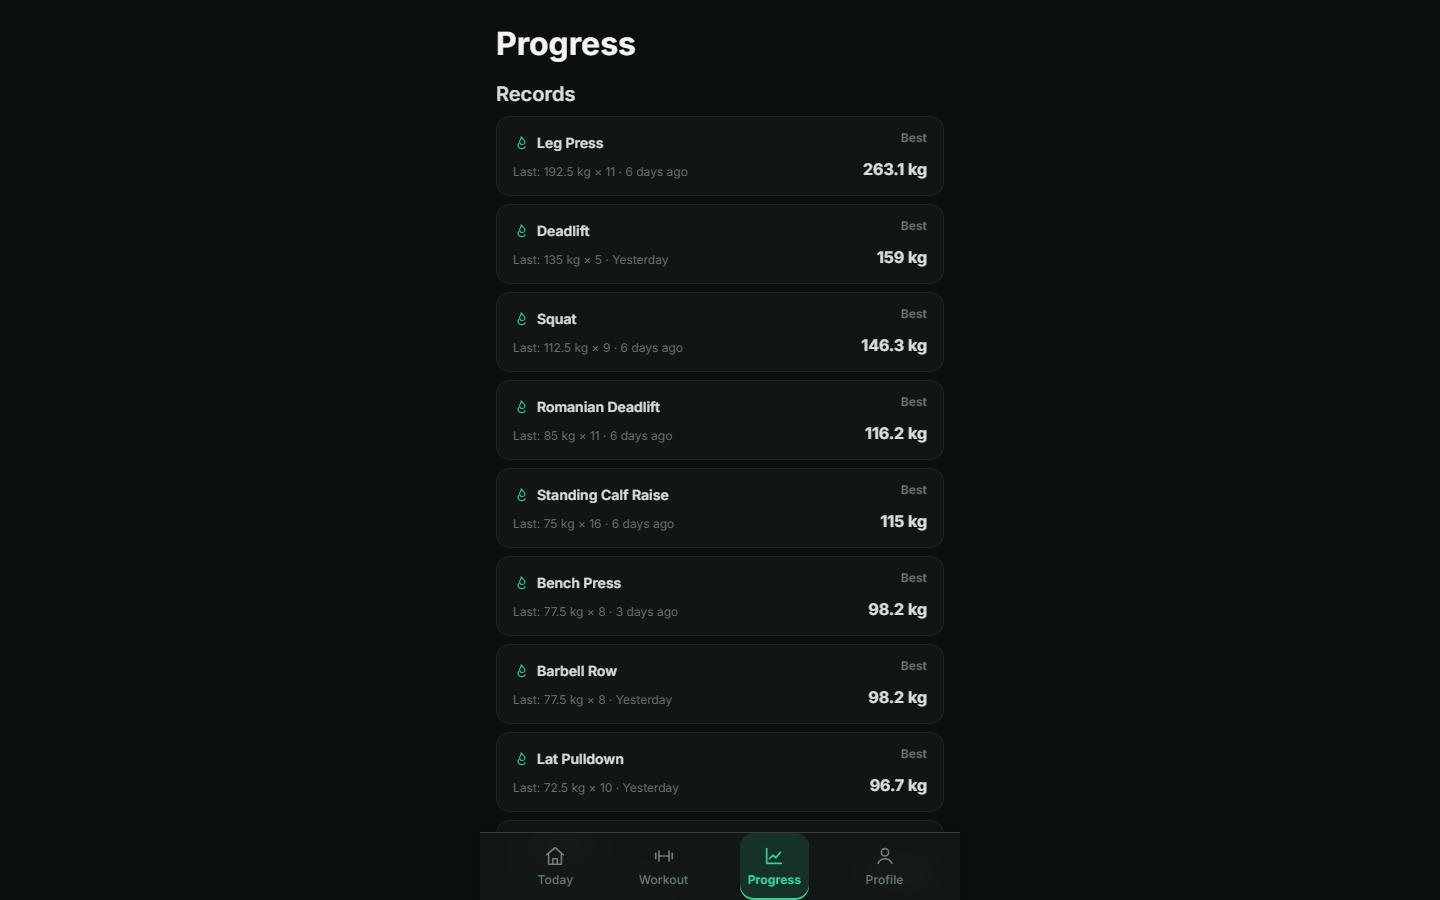 Progress
Records
Leg Press
Best
Last: 192.5 kg × 11 · 6 days ago
263.1 kg
Deadlift
Best
Last: 135 kg × 5 · Yesterday
159 kg
Squat
Best
Last: 112.5 kg × 9 · 6 days ago
146.3 kg
Romanian Deadlift
Best
Last: 85 kg × 11 · 6 days ago
116.2 kg
Standing Calf Raise
Best
Last: 75 kg × 16 · 6 days ago
115 kg
Bench Press
Best
Last: 77.5 kg × 8 · 3 days ago
98.2 kg
Barbell Row
Best
Last: 77.5 kg × 8 · Yesterday
98.2 kg
Lat Pulldown
Best
Last: 72.5 kg × 10 · Yesterday
96.7 kg
Today
Workout
Progress
Profile